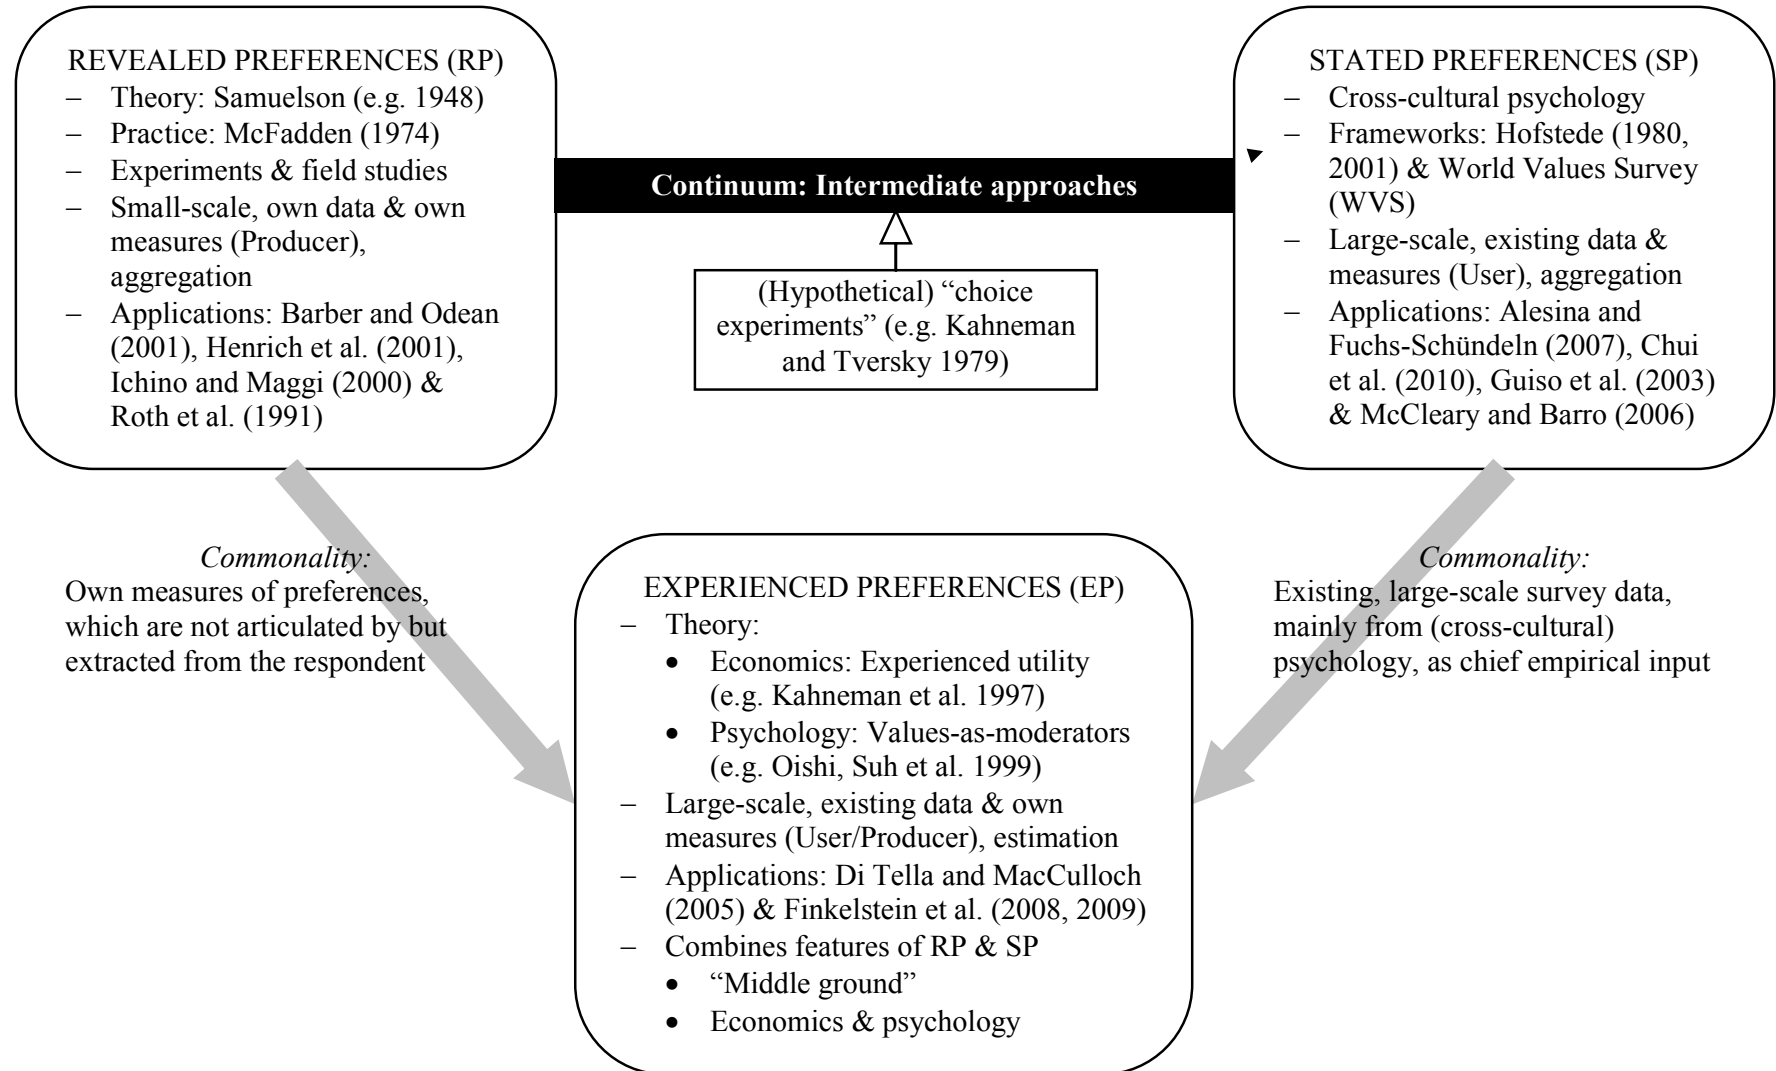 REVEALED PREFERENCES (RP)
– Theory: Samuelson (e.g. 1948)
– Practice: McFadden (1974)
– Experiments & field studies
– Small-scale, own data & own
measures (Producer),
aggregation
– Applications: Barber and Odean
(2001), Henrich et al. (2001),
Ichino and Maggi (2000) &
Roth et al. (1991)
Continuum: Intermediate approaches
(Hypothetical) “choice
experiments” (e.g. Kahneman
and Tversky 1979)
STATED PREFERENCES (SP)
– Cross-cultural psychology
– Frameworks: Hofstede (1980,
2001) & World Values Survey
(WVS)
– Large-scale, existing data &
measures (User), aggregation
– Applications: Alesina and
Fuchs-Schündeln (2007), Chui
et al. (2010), Guiso et al. (2003)
& McCleary and Barro (2006)
Commonality:
Own measures of preferences,
which are not articulated by but
extracted from the respondent
EXPERIENCED PREFERENCES (EP)
– Theory:
• Economics: Experienced utility
(e.g. Kahneman et al. 1997)
• Psychology: Values-as-moderators
(e.g. Oishi, Suh et al. 1999)
– Large-scale, existing data & own
measures (User/Producer), estimation
– Applications: Di Tella and MacCulloch
(2005) & Finkelstein et al. (2008, 2009)
– Combines features of RP & SP
• “Middle ground”
• Economics & psychology
Commonality:
Existing, large-scale survey data,
mainly from (cross-cultural)
psychology, as chief empirical input